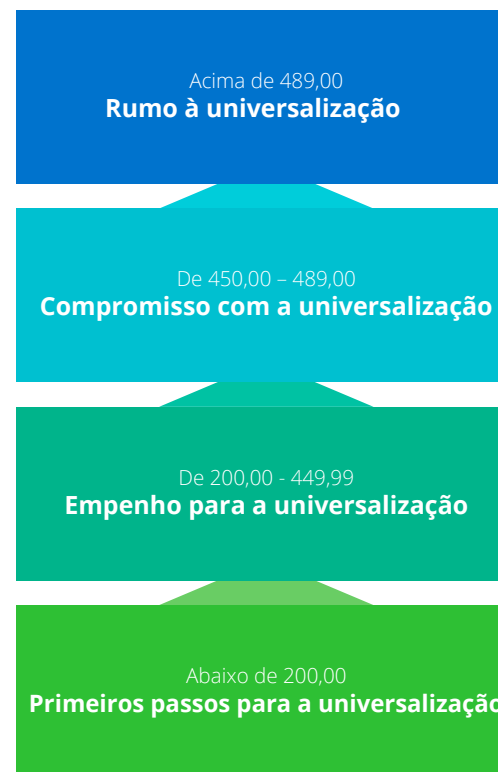 Acima de 489,00
Rumo à universalização
De 450,00 – 489,00
Compromisso com a universalização
De 200,00 - 449,99
Empenho para a universalização
Abaixo de 200,00
Primeiros passos para a universalização